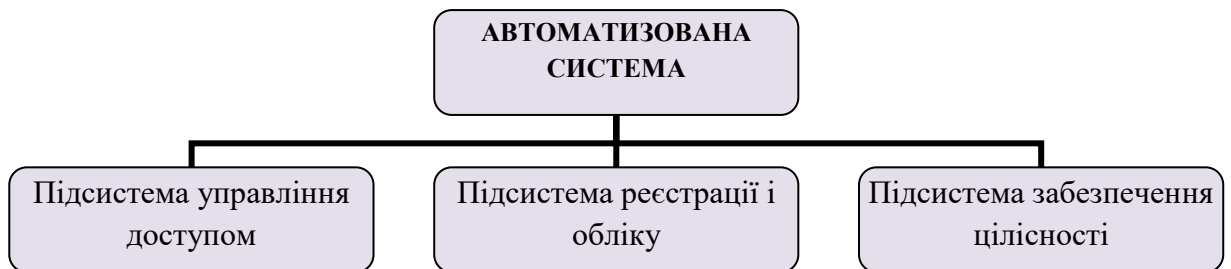 АВТОМАТИЗОВАНА
СИСТЕМА
Підсистема управління
доступом
Підсистема реєстрації і
обліку
Підсистема забезпечення
цілісності